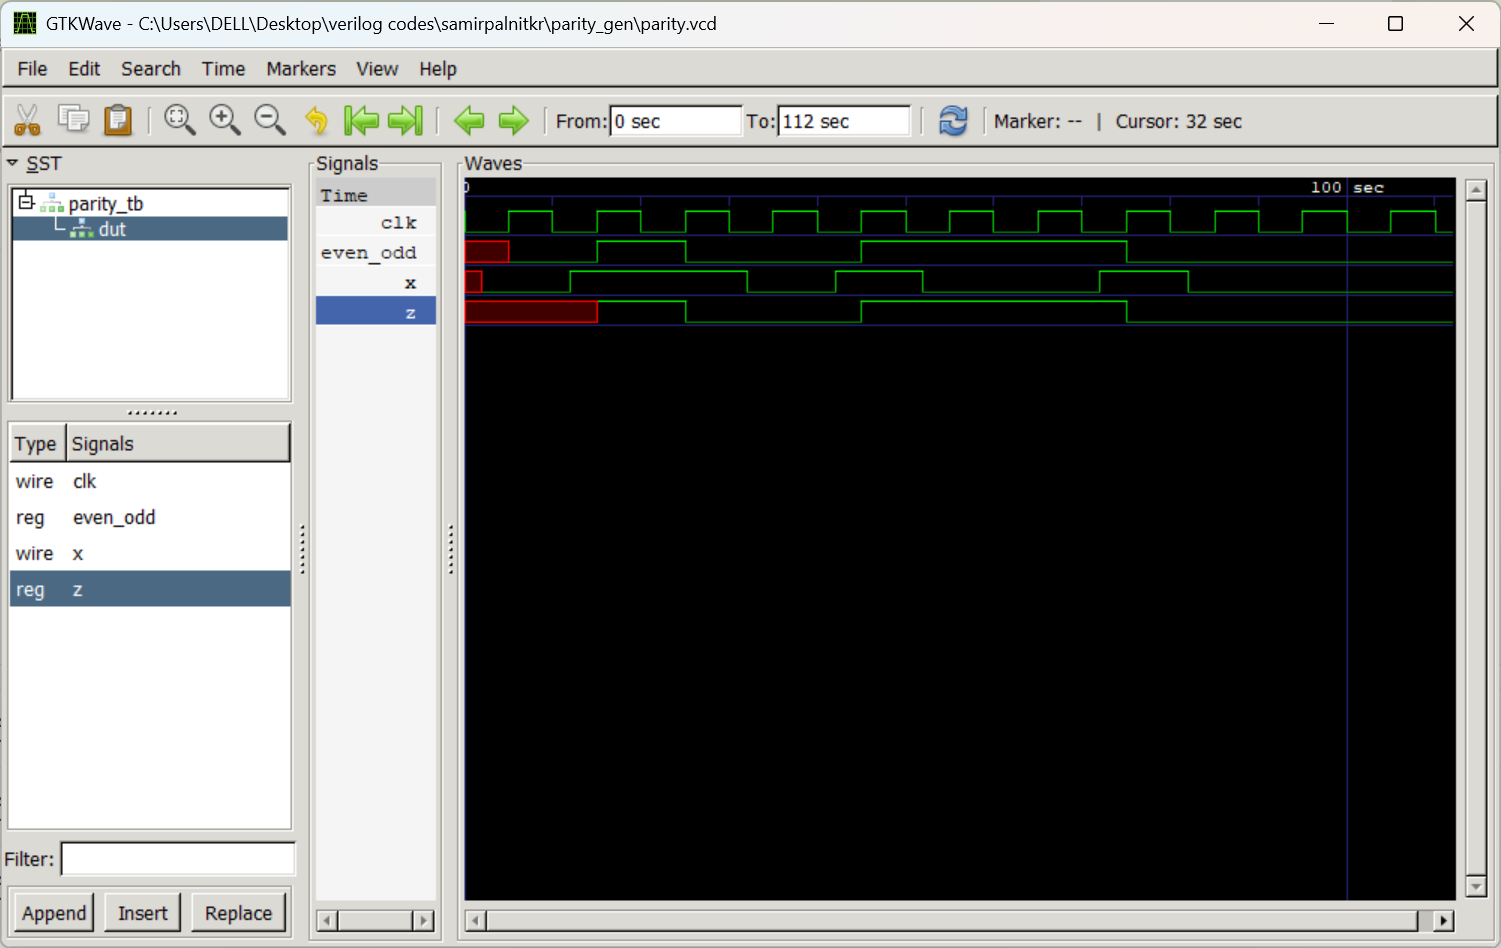 GTKWave - C:\Users\DELL\Desktop\verilog codes\samirpalnitkr\parity_gen\parity.vcd
File Edit Search Time Markers View Help
From: 0 sec To: 112 sec Marker: -- | Cursor: 32 sec
SST
parity_tb
dut
Type Signals
wire clk
reg even_odd
wire x
reg z
Filter:
Append Insert Replace
Signals
Time
clk
even_odd
x
z
Waves
0 100 sec